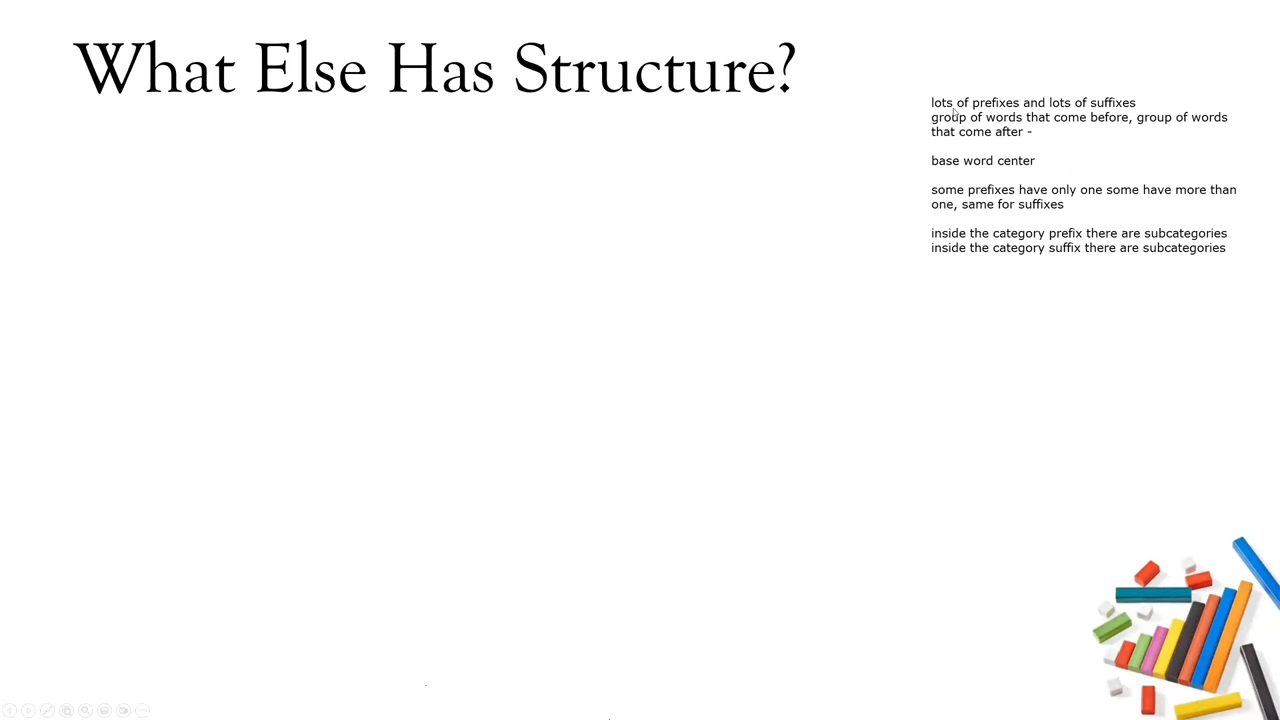 What Else Has Structure?
lots of prefixes and lots of suffixes
group of words that come before, group of words
that come after -
base word center
some prefixes have only one some have more than
one, same for suffixes
inside the category prefix there are subcategories
inside the category suffix there are subcategories